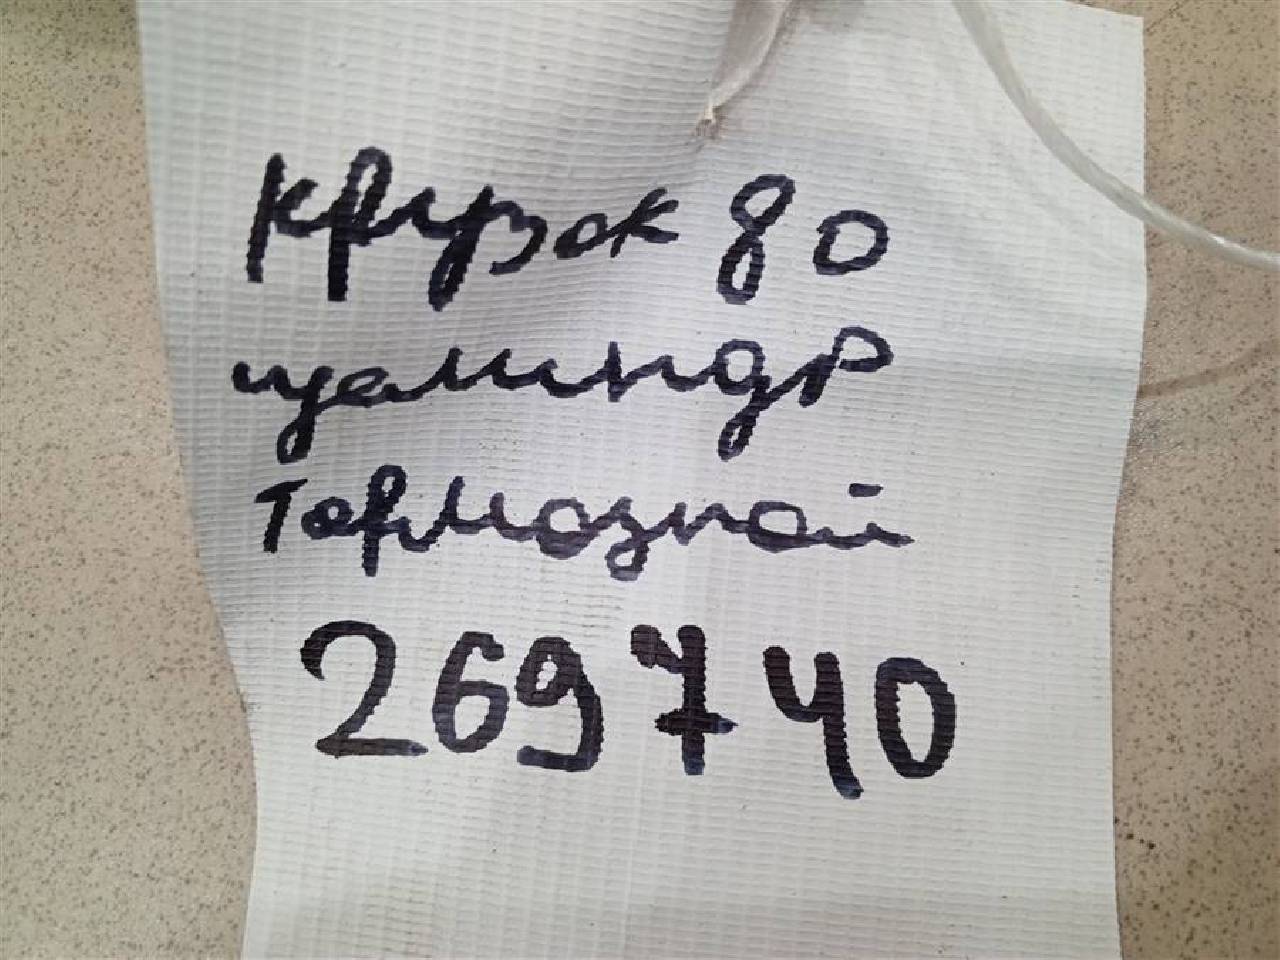 Крузак 80
цилиндр
тормозной
269740